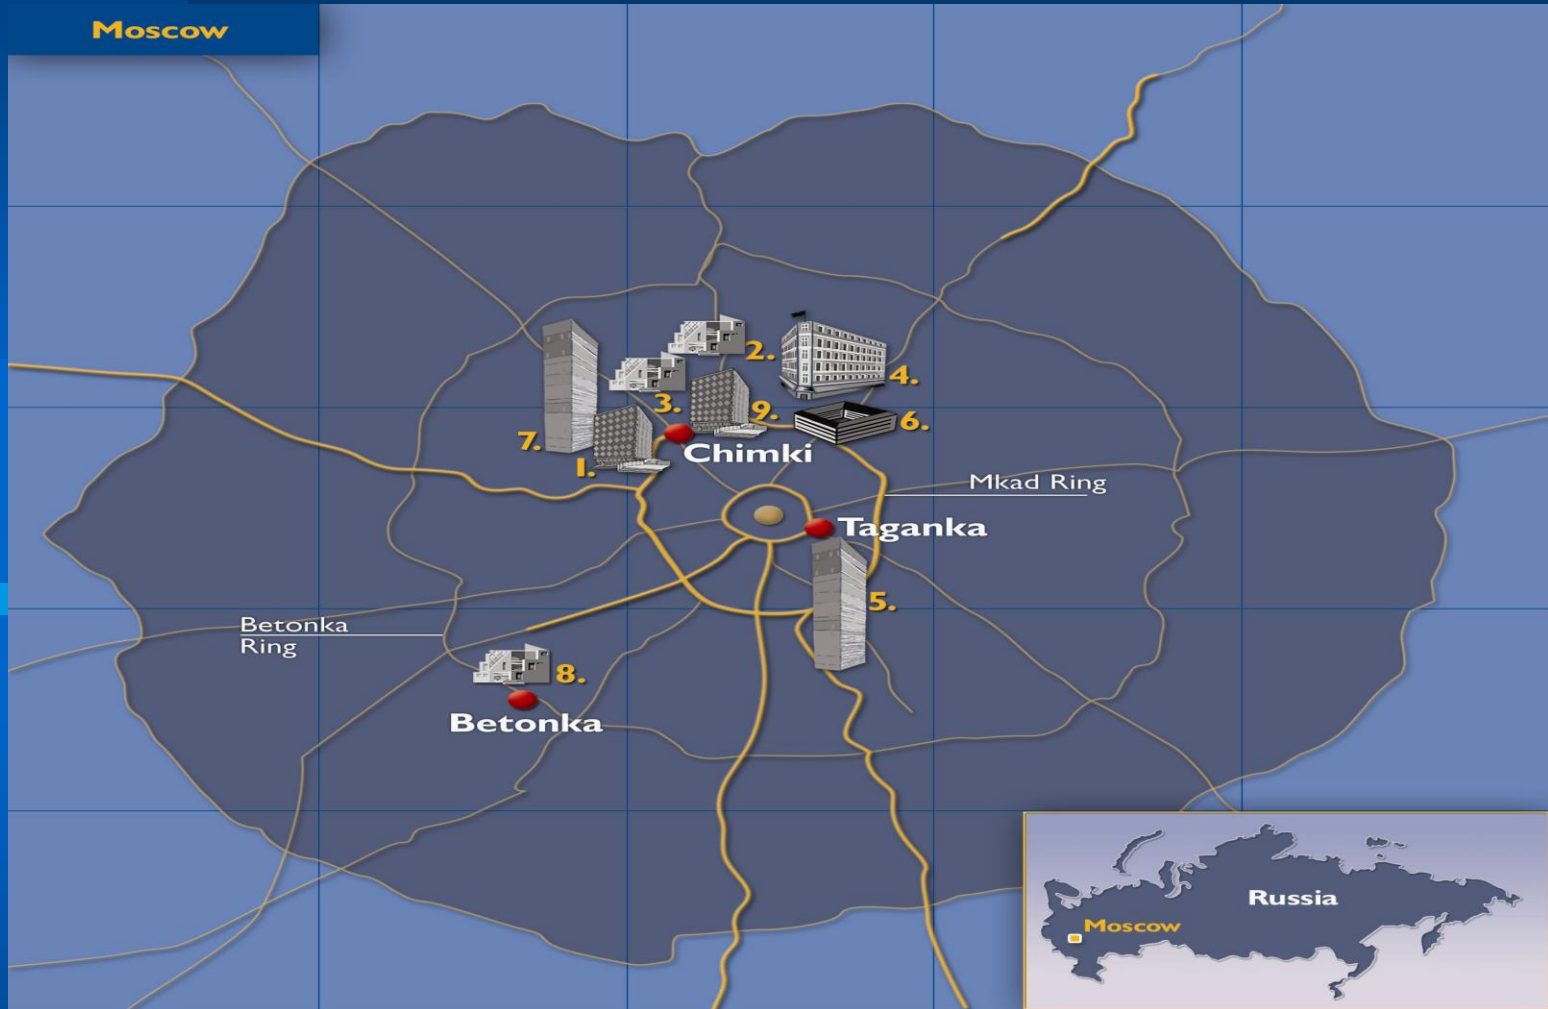 Moscow
2.
4.
3.
9.
6.
7.
1.
Chimki
Mkad Ring
Taganka
5.
Betonka
Ring
8.
Betonka
Russia
Moscow